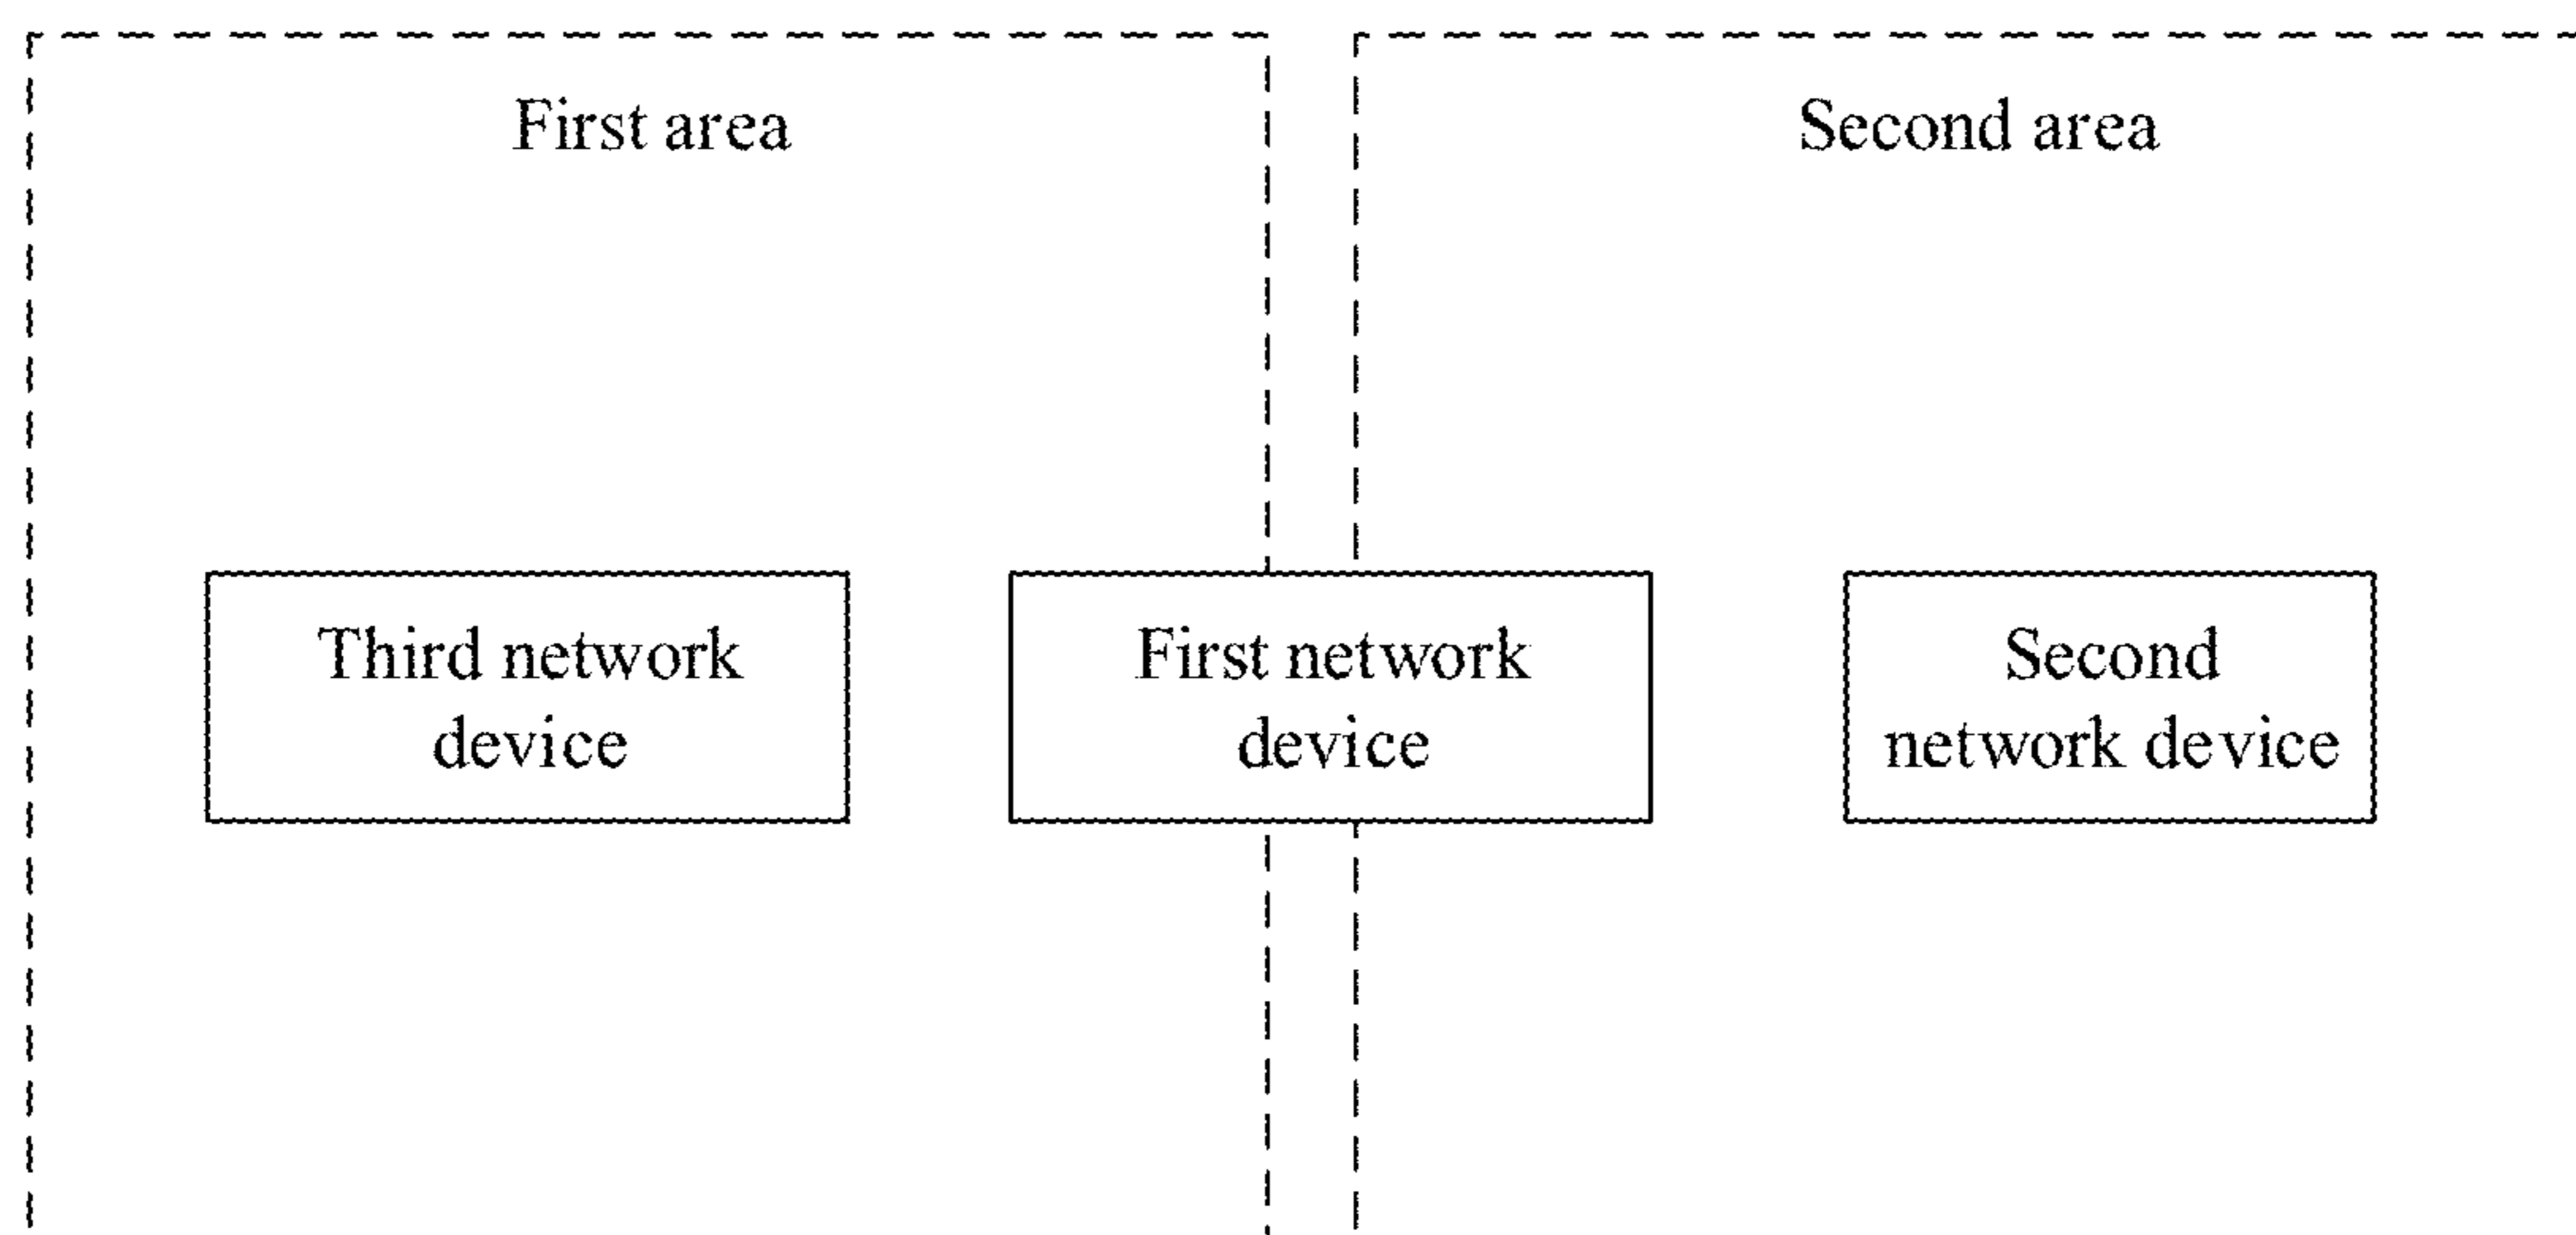 First area
Second area
Third network
device
First network
device
Second
network device